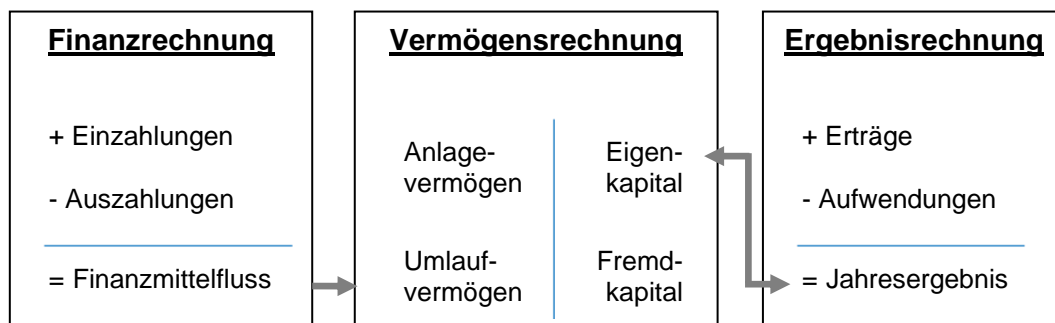 Finanzrechnung
+ Einzahlungen
- Auszahlungen
= Finanzmittelfluss
Vermögensrechnung
Anlage-
vermögen
Umlauf-
vermögen
Eigen-
kapital
Fremd-
kapital
Ergebnisrechnung
+ Erträge
- Aufwendungen
= Jahresergebnis